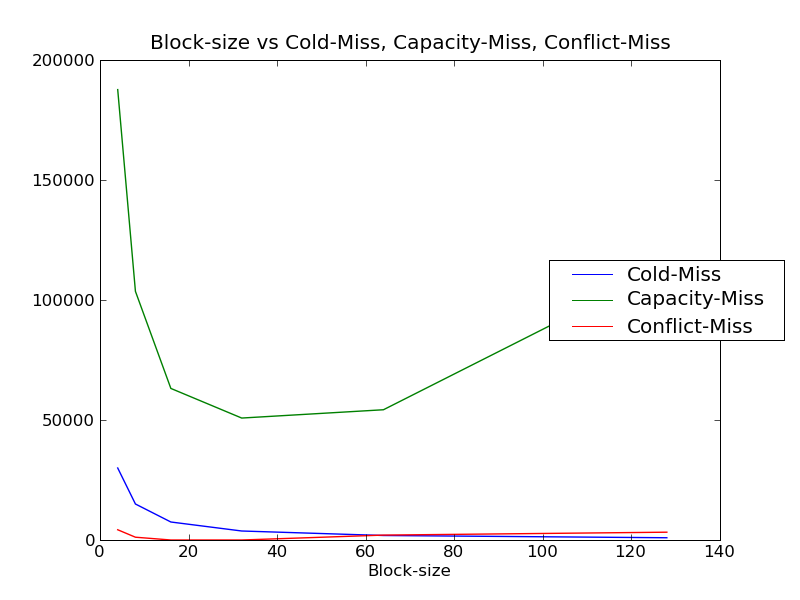 Block-size vs Cold-Miss, Capacity-Miss, Conflict-Miss
200000
150000
100000
50000
0
Cold-Miss
Capacity-Miss
Conflict-Miss
0 20 40 60 80 100 120 140
Block-size